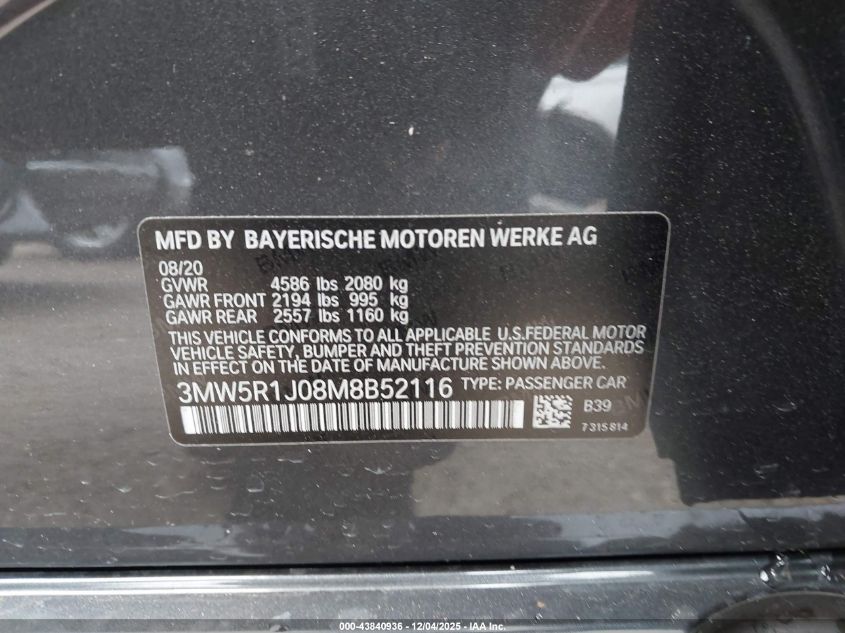 MFD BY BAYERISCHE MOTOREN WERKE AG
08/20
GVWR 4586 lbs 2080 kg
GAWR FRONT 2194 lbs 995 kg
GAWR REAR 2557 lbs 1160 kg
THIS VEHICLE CONFORMS TO ALL APPLICABLE U.S.FEDERAL MOTOR
VEHICLE SAFETY, BUMPER AND THEFT PREVENTION STANDARDS
IN EFFECT ON THE DATE OF MANUFACTURE SHOWN ABOVE.
3MW5R1J08M8B52116 TYPE: PASSENGER CAR
B39
7315814
000-43840936 - 12/04/2025 - IAA Inc.